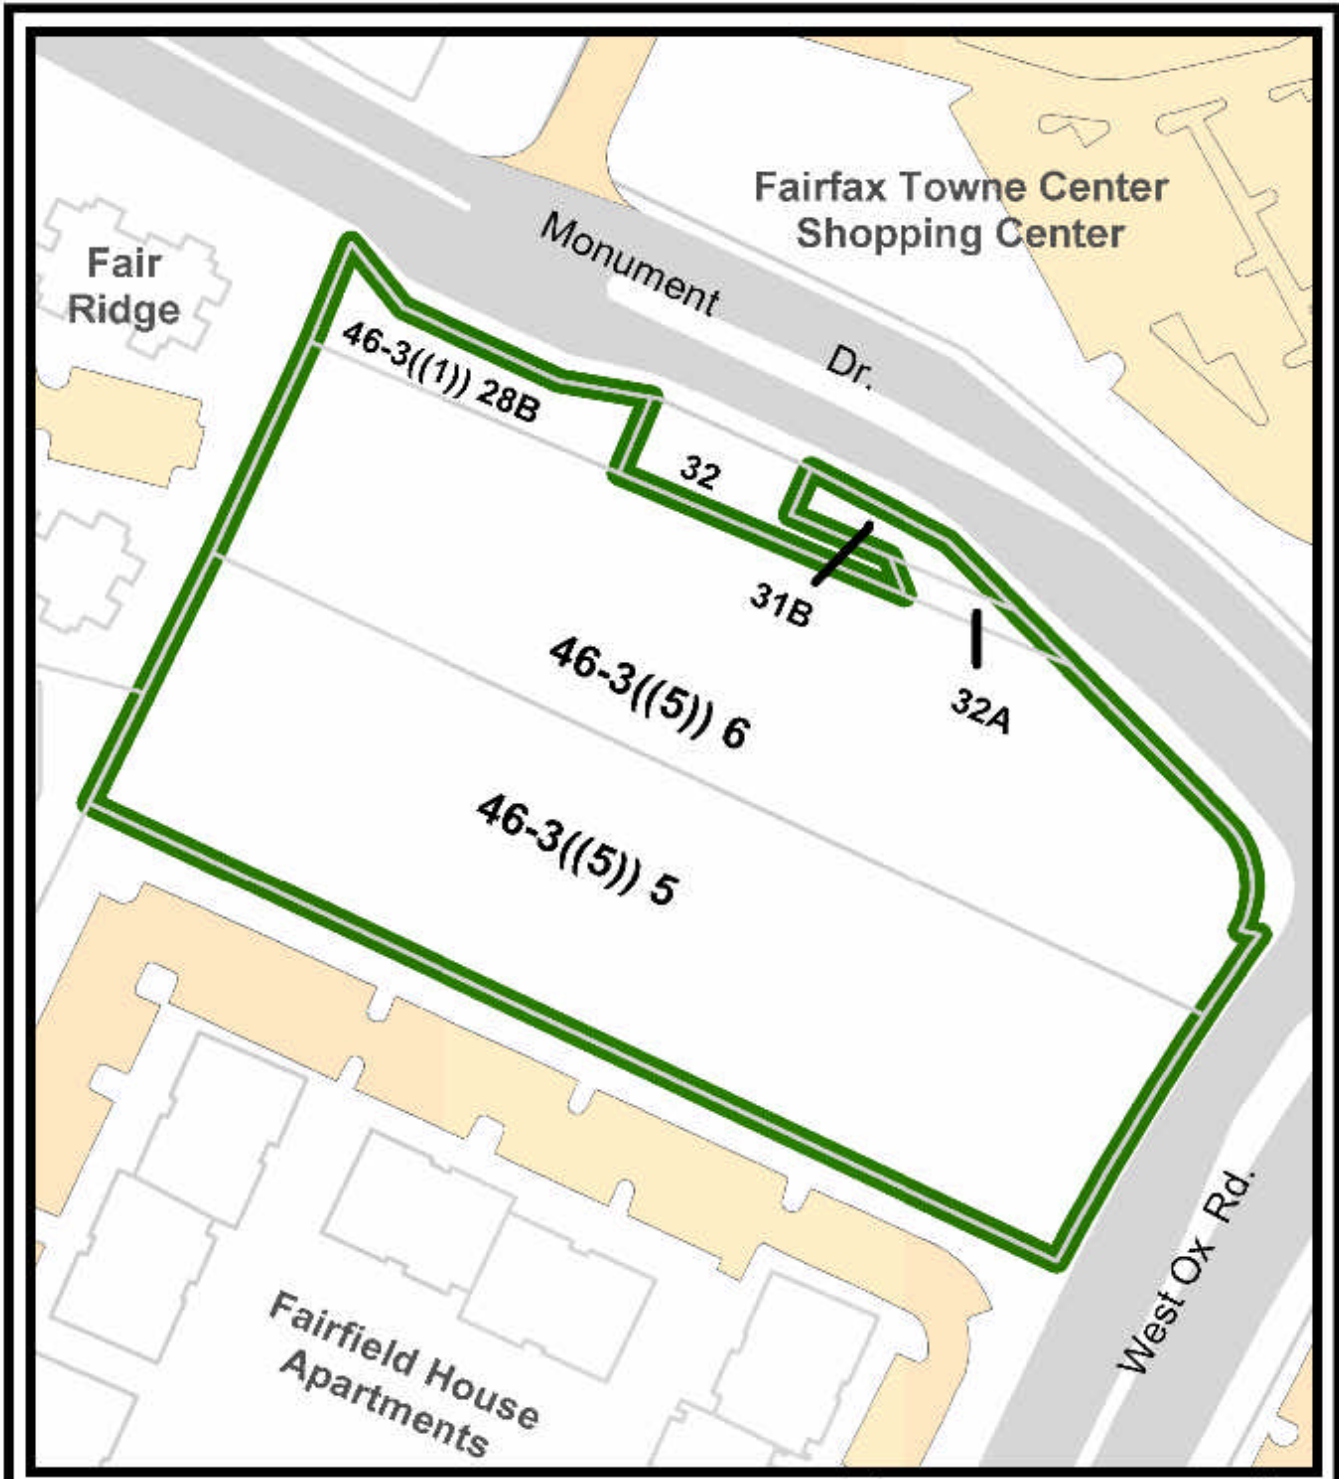 Fairfax Towne Center
Shopping Center
Monument
Dr.
Fair
Ridge
46-3((1)) 28B
32
31B
32A
46-3((5)) 6
46-3((5)) 5
West Ox Rd.
Fairfield House
Apartments